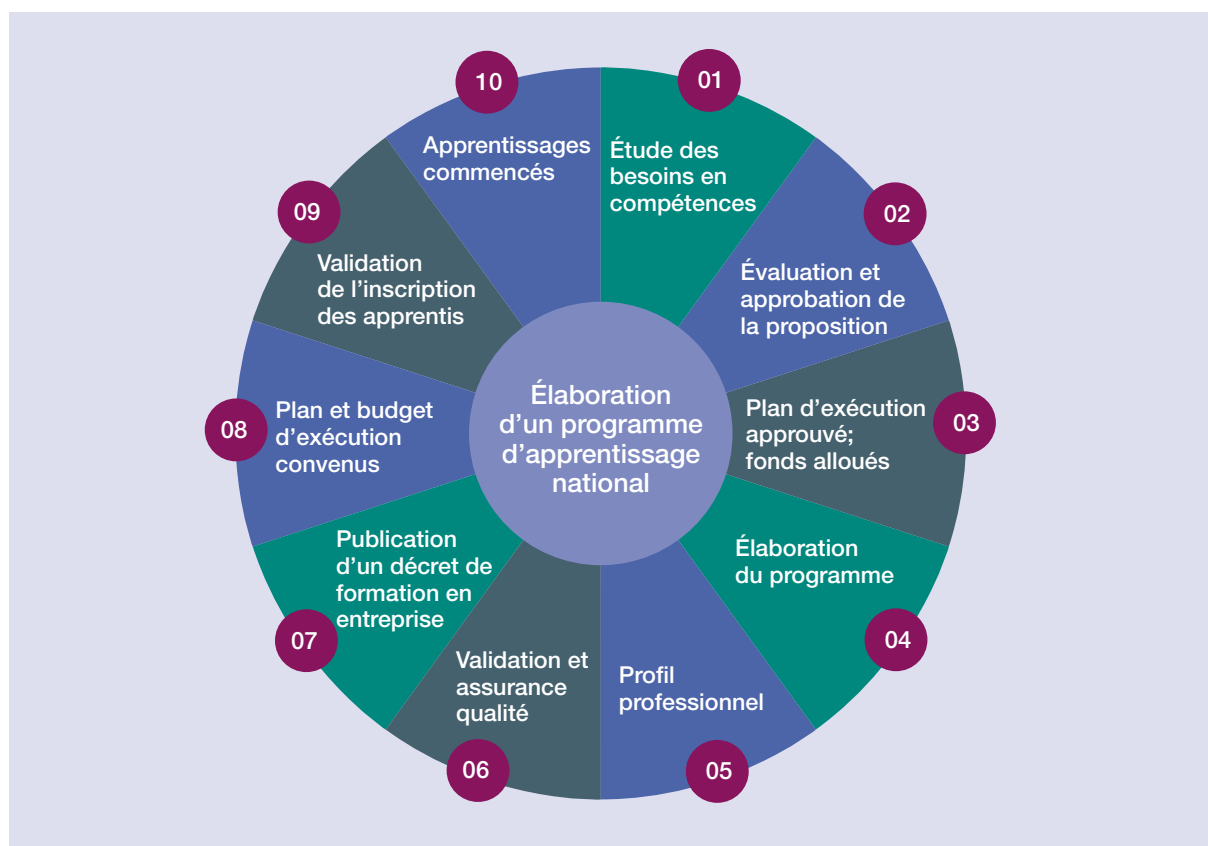 01
Étude des
besoins en
compétences
02
Évaluation et
approbation de
la proposition
03
Plan d'exécution
approuvé;
fonds alloués
04
Élaboration
du programme
05
Profil
professionnel
06
Validation et
assurance
qualité
07
Publication
d'un décret de
formation en
entreprise
08
Plan et budget
d'exécution
convenus
09
Validation
de l'inscription
des apprentis
10
Apprentissages
commencés
Élaboration
d'un programme
d'apprentissage
national